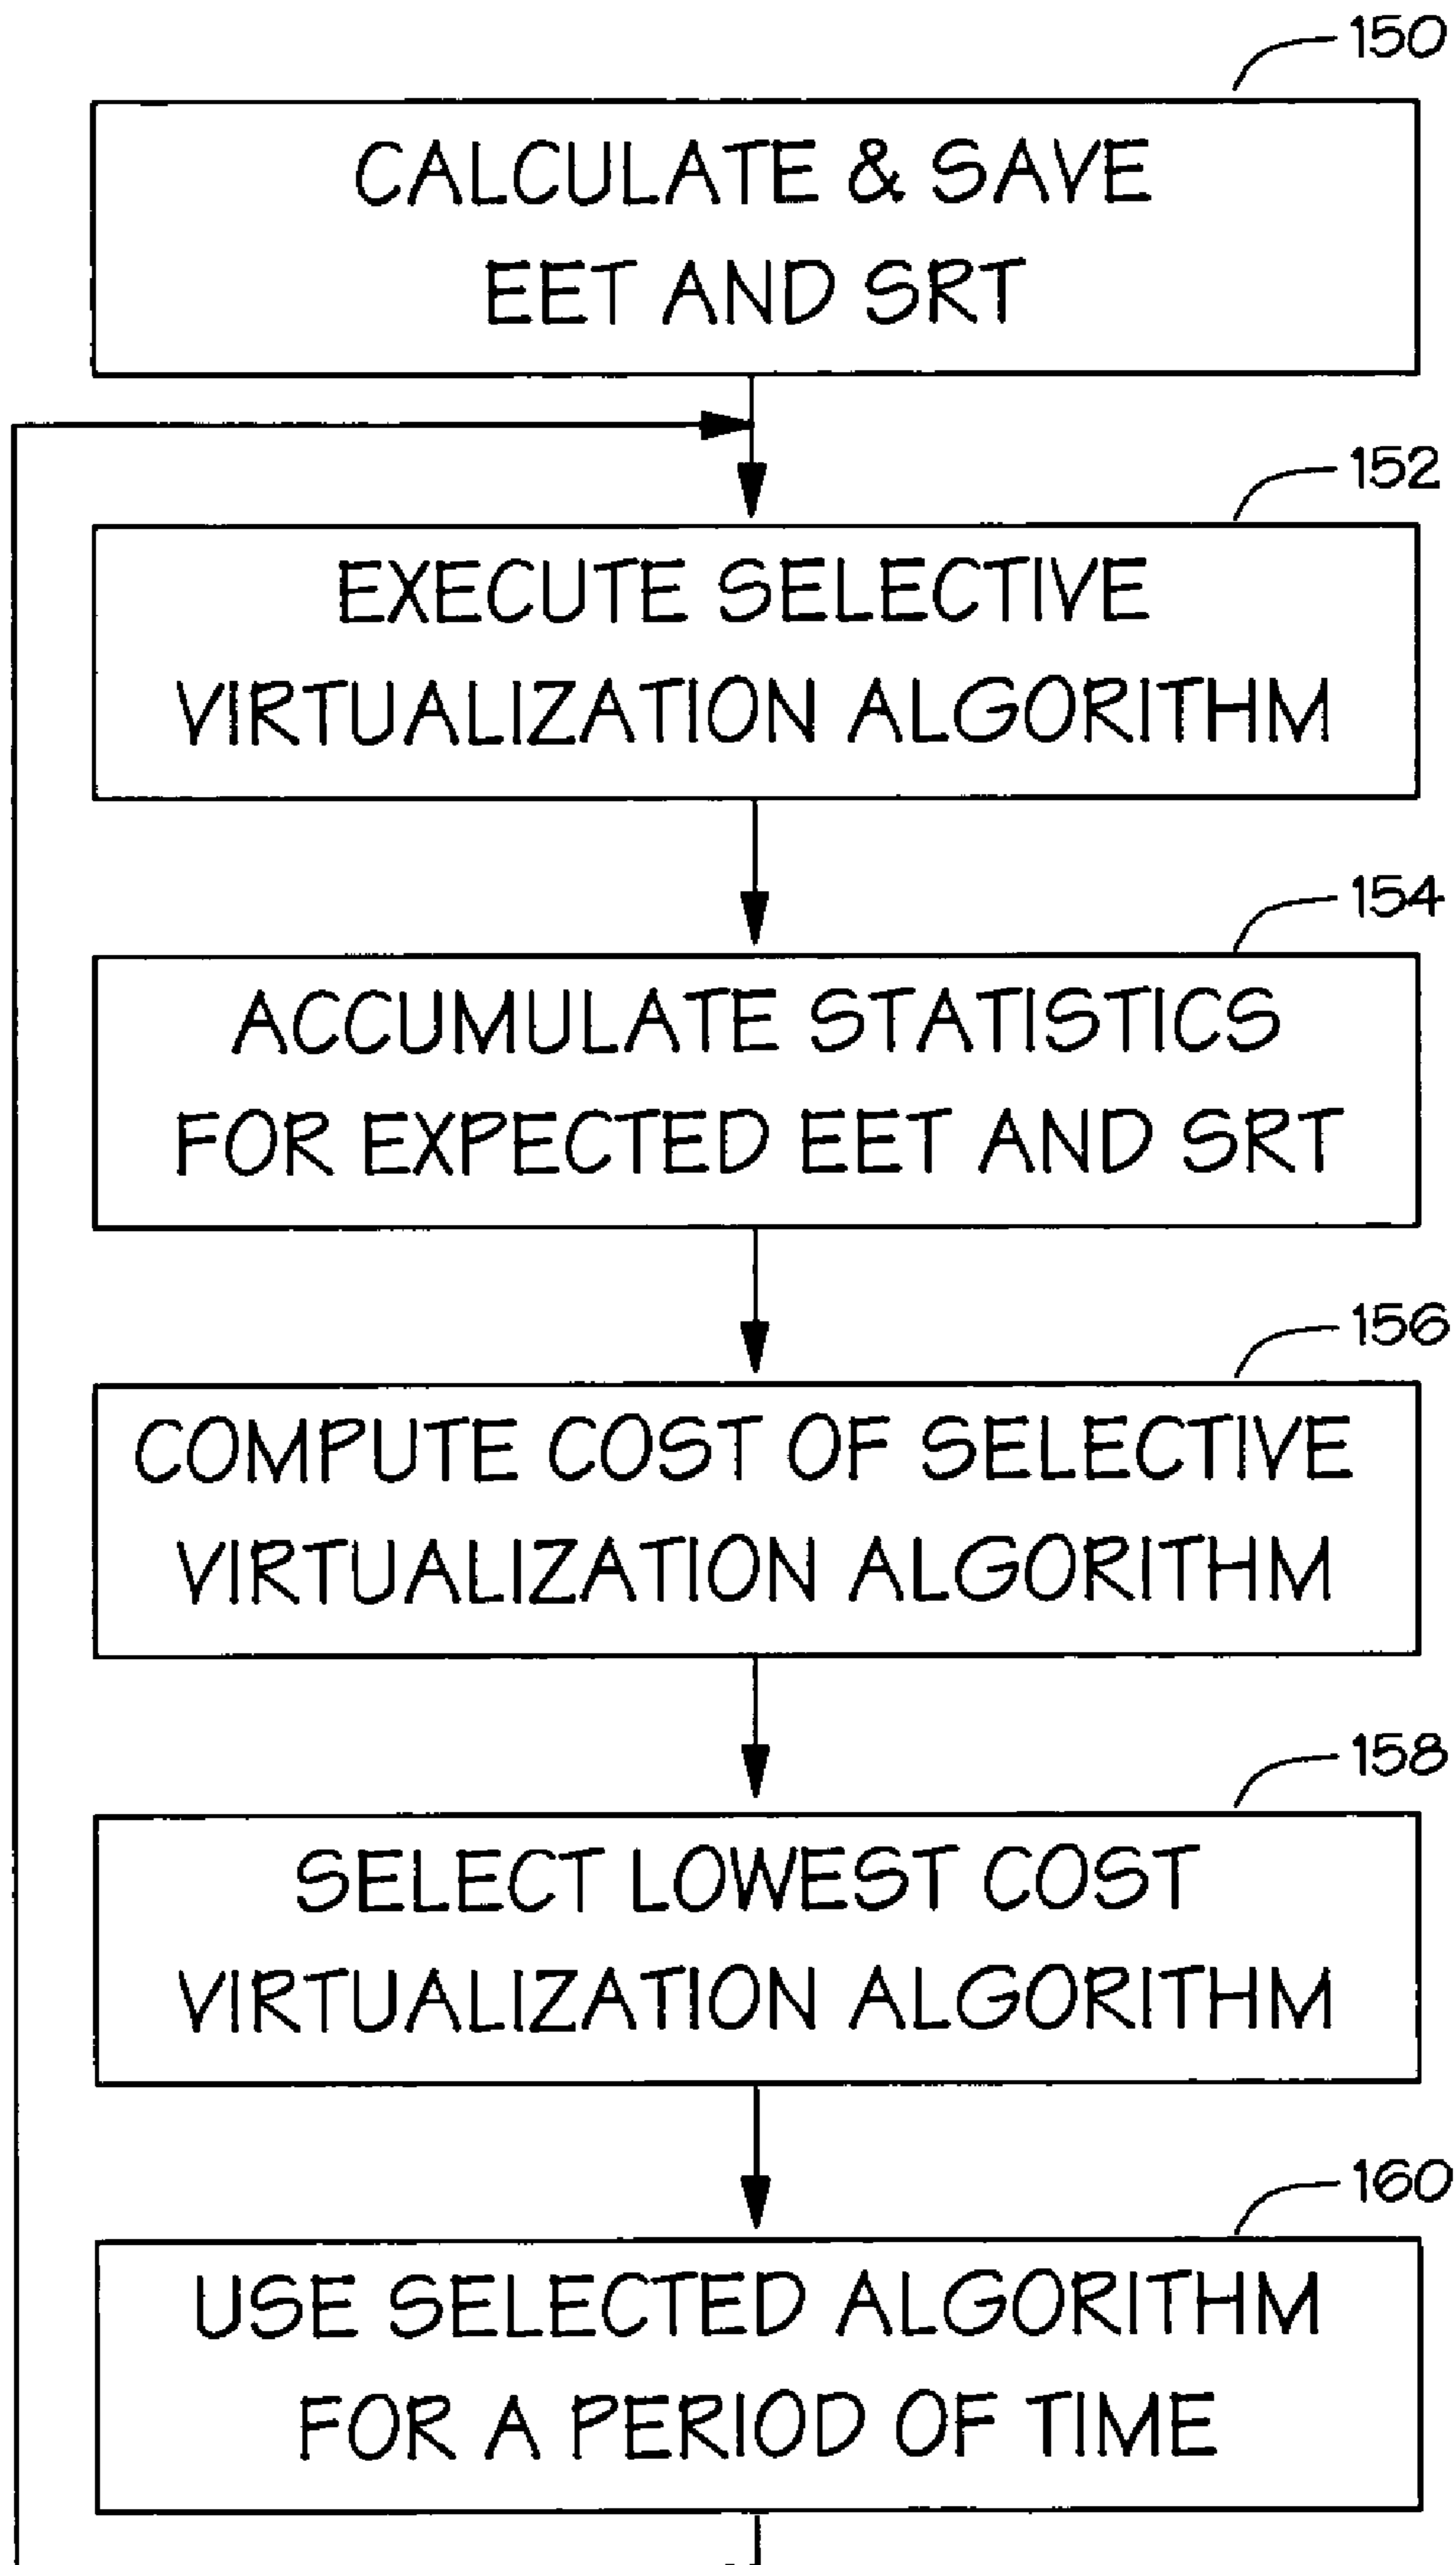 150
CALCULATE & SAVE
EET AND SRT
152
EXECUTE SELECTIVE
VIRTUALIZATION ALGORITHM
154
ACCUMULATE STATISTICS
FOR EXPECTED EET AND SRT
156
COMPUTE COST OF SELECTIVE
VIRTUALIZATION ALGORITHM
158
SELECT LOWEST COST
VIRTUALIZATION ALGORITHM
160
USE SELECTED ALGORITHM
FOR A PERIOD OF TIME